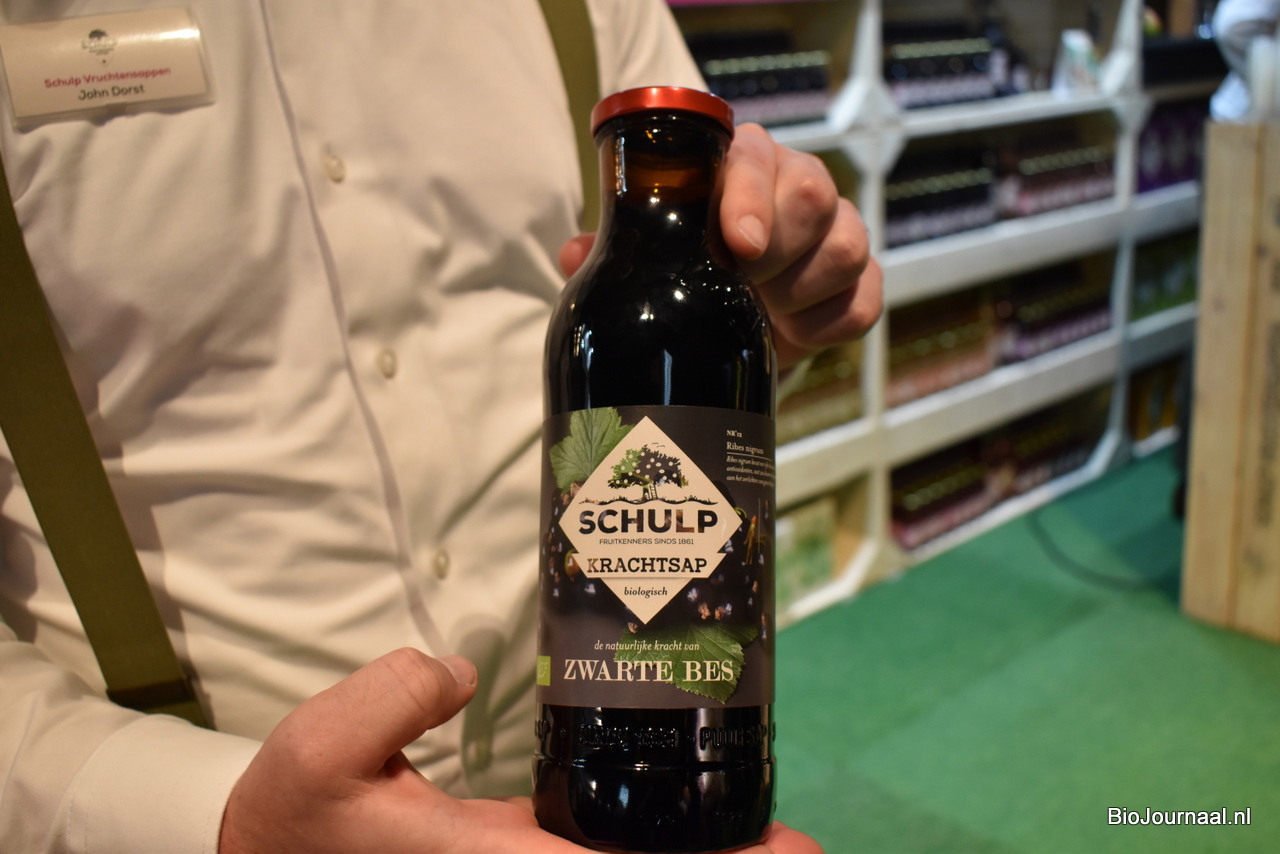 Schulp Vruchtensappen
John Dorst
NR°12
Ribes nigrum
SCHULP
FRUITKENNERS SINDS 1861
KRACHTSAP
biologisch
de natuurlijke kracht van
ZWARTE BES
BioJournaal.nl